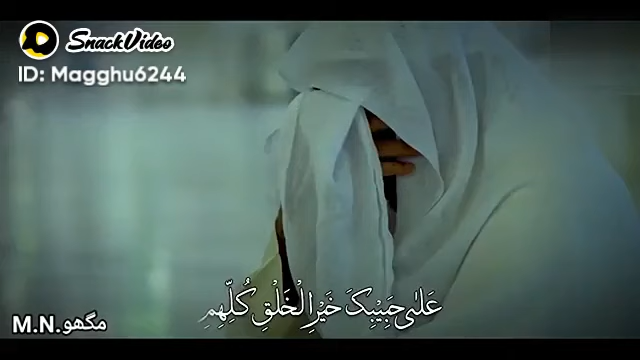 SnackVideo
ID: Magghu6244
عَلٰى حَبِيْبِكَ خَيْرِ الْخَلْقِ كُلِّهِمِ
M.N.مگھو